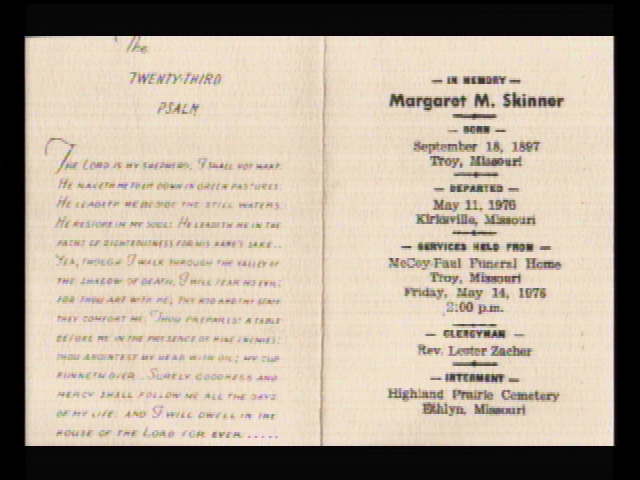 The
TWENTY-THIRD
PSALM
THE LORD IS MY SHEPHERD, I SHALL NOT WANT.
HE MAKETH ME TO LIE DOWN IN GREEN PASTURES:
HE LEADETH ME BESIDE THE STILL WATERS.
HE RESTORETH MY SOUL: HE LEADETH ME IN THE
PATHS OF RIGHTEOUSNESS FOR HIS NAME'S SAKE...
YEA, THOUGH I WALK THROUGH THE VALLEY OF
THE SHADOW OF DEATH, I WILL FEAR NO EVIL:
FOR THOU ART WITH ME; THY ROD AND THY STAFF
THEY COMFORT ME. THOU PREPAREST A TABLE
BEFORE ME IN THE PRESENCE OF MINE ENEMIES:
THOU ANOINTEST MY HEAD WITH OIL; MY CUP
RUNNETH OVER... SURELY GOODNESS AND
MERCY SHALL FOLLOW ME ALL THE DAYS
OF MY LIFE: AND I WILL DWELL IN THE
HOUSE OF THE LORD FOR EVER.....
— IN MEMORY —
Margaret M. Skinner
— BORN —
September 18, 1897
Troy, Missouri
— DEPARTED —
May 11, 1976
Kirksville, Missouri
— SERVICES HELD FROM —
McCoy-Paul Funeral Home
Troy, Missouri
Friday, May 14, 1976
2:00 p.m.
— CLERGYMAN —
Rev. Lester Zacher
— INTERMENT —
Highland Prairie Cemetery
Ethlyn, Missouri